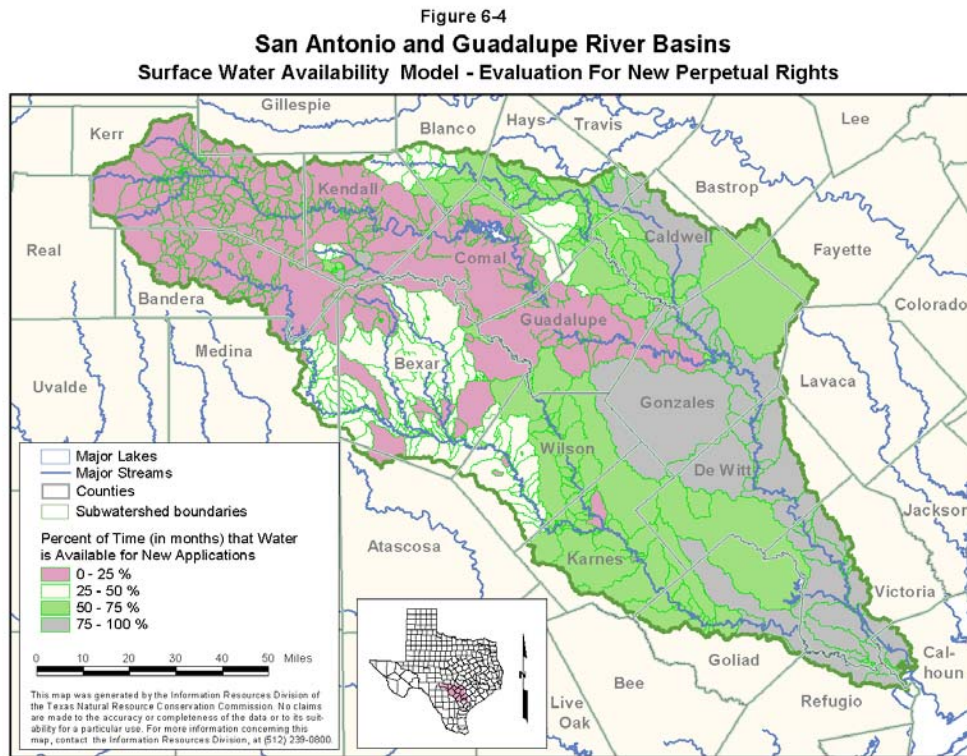 Figure 6-4
San Antonio and Guadalupe River Basins
Surface Water Availability Model - Evaluation For New Perpetual Rights
Gillespie
Kerr
Blanco
Hays
Travis
Lee
Kendall
Bastrop
Real
Caldwell
Fayette
Comal
Bandera
Colorado
Guadalupe
Medina
Bexar
Uvalde
Lavaca
Gonzales
Wilson
De Witt
Jackson
Atascosa
Karnes
Victoria
Goliad
Cal-
houn
Bee
Refugio
Live
Oak
Major Lakes
Major Streams
Counties
Subwatershed boundaries
Percent of Time (in months) that Water
is Available for New Applications
0 - 25 %
25 - 50 %
50 - 75 %
75 - 100 %
0 10 20 30 40 50 Miles
This map was generated by the Information Resources Division of
the Texas Natural Resource Conservation Commission. No claims
are made to the accuracy or completeness of the data or to its suit-
ability for a particular use. For more information concerning this
map, contact the Information Resources Division, at (512) 239-0800.